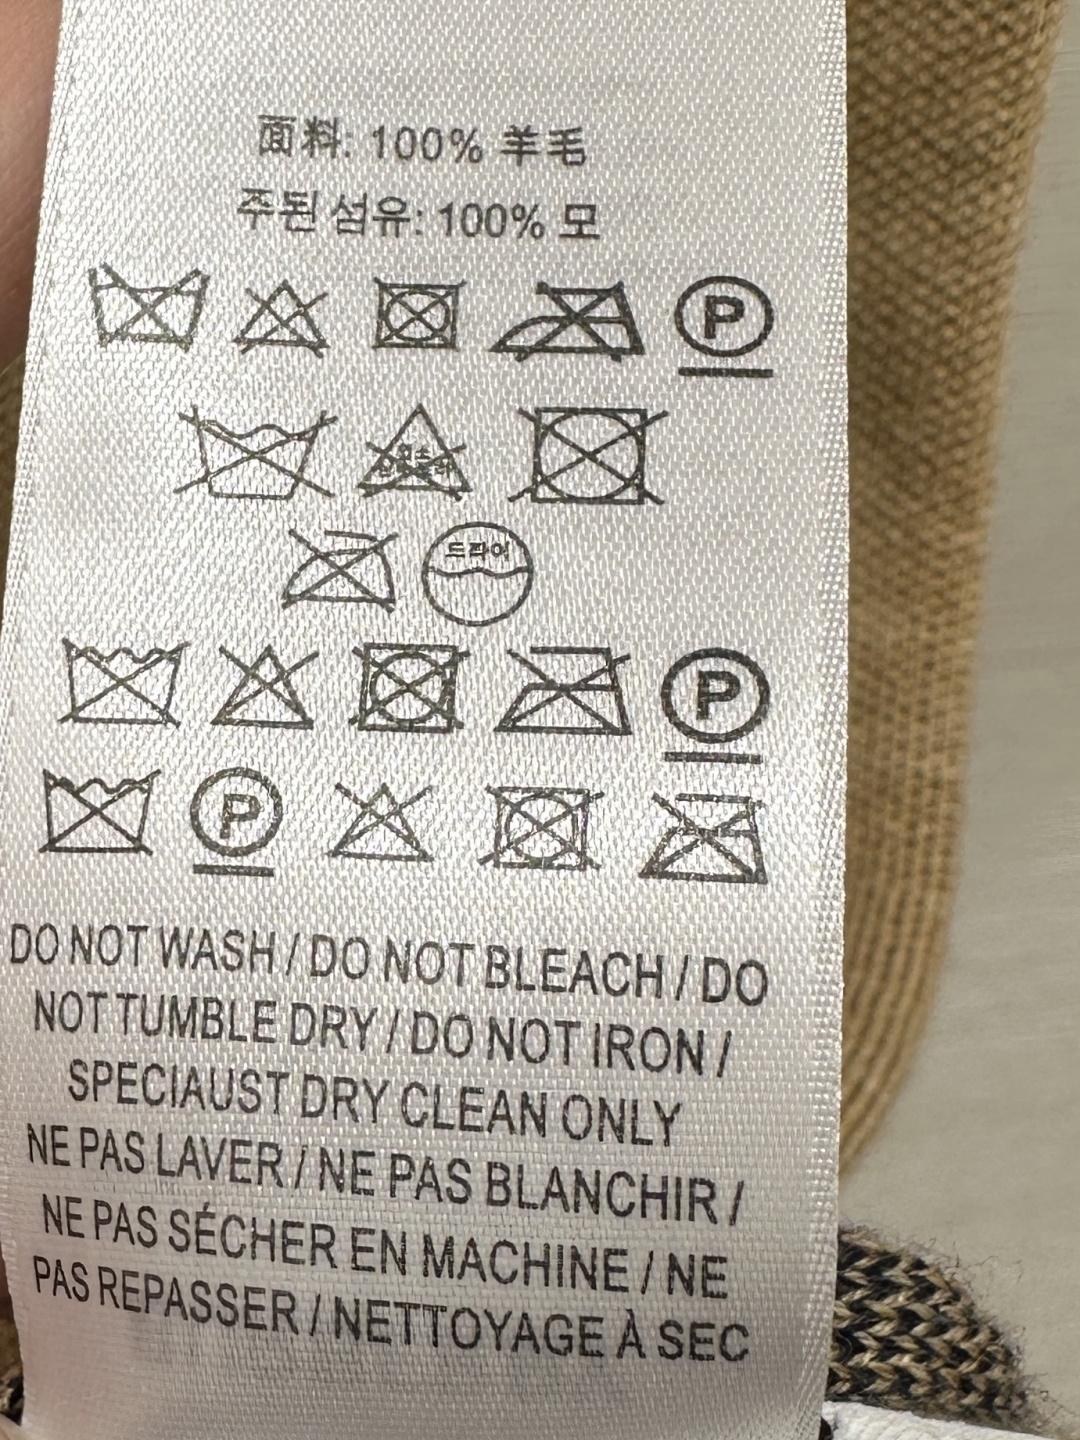 面料: 100% 羊毛
주된 섬유: 100% 모
P
드라이
P
P
DO NOT WASH / DO NOT BLEACH / DO
NOT TUMBLE DRY / DO NOT IRON /
SPECIAUST DRY CLEAN ONLY
NE PAS LAVER / NE PAS BLANCHIR /
NE PAS SÉCHER EN MACHINE / NE
PAS REPASSER / NETTOYAGE À SEC